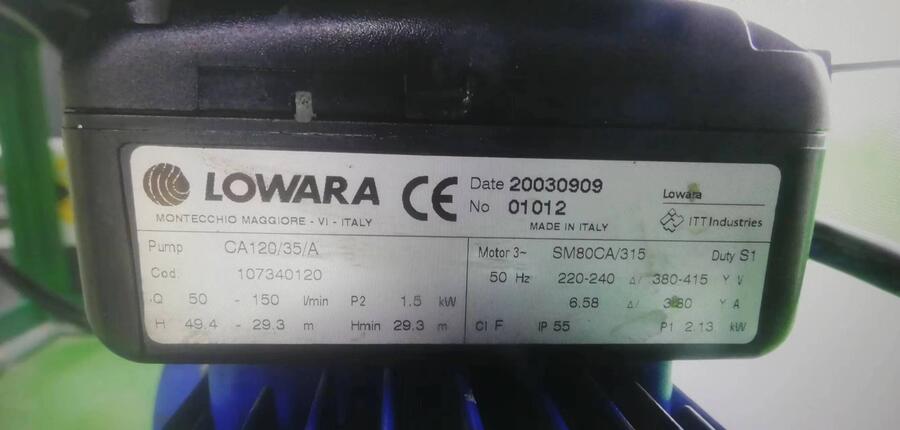 LOWARA CE
MONTECCHIO MAGGIORE - VI - ITALY
Date 20030909
No 01012
MADE IN ITALY
Lowara
ITT Industries
Pump CA120/35/A
Cod. 107340120
Q 50 - 150 l/min P2 1.5 kW
H 49.4 - 29.3 m Hmin 29.3 m
Motor 3~ SM80CA/315 Duty S1
50 Hz 220-240 Δ/ 380-415 Y V
6.58 Δ/ 3.80 Y A
Cl F IP 55 P1 2.13 kW